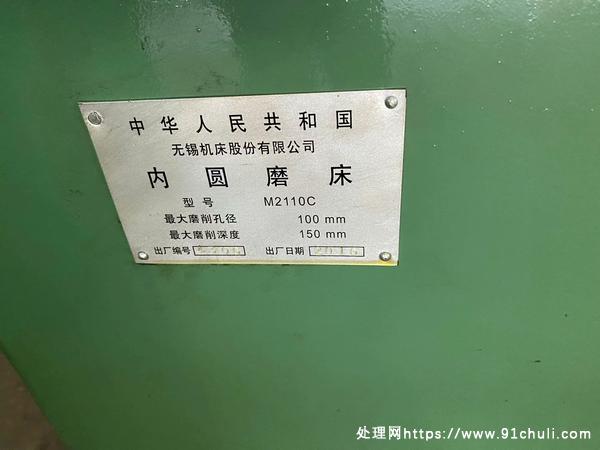 中华人民共和国
无锡机床股份有限公司
内圆磨床
型号 M2110C
最大磨削孔径 100 mm
最大磨削深度 150 mm
出厂编号 出厂日期 2016
处理网https://www.91chuli.com